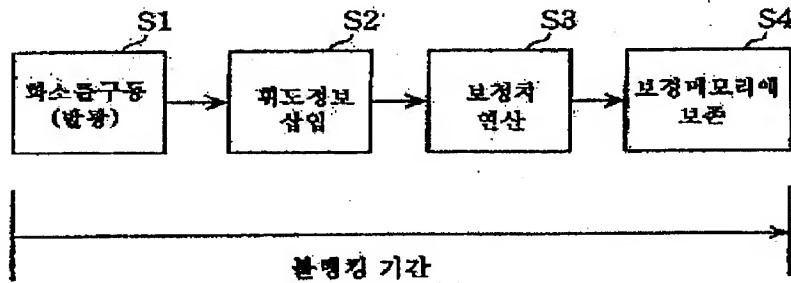 S1
S2
S3
S4
화소를구동
(발광)
휘도정보
삽입
보정치
연산
보정메모리에
보존
블랭킹 기간